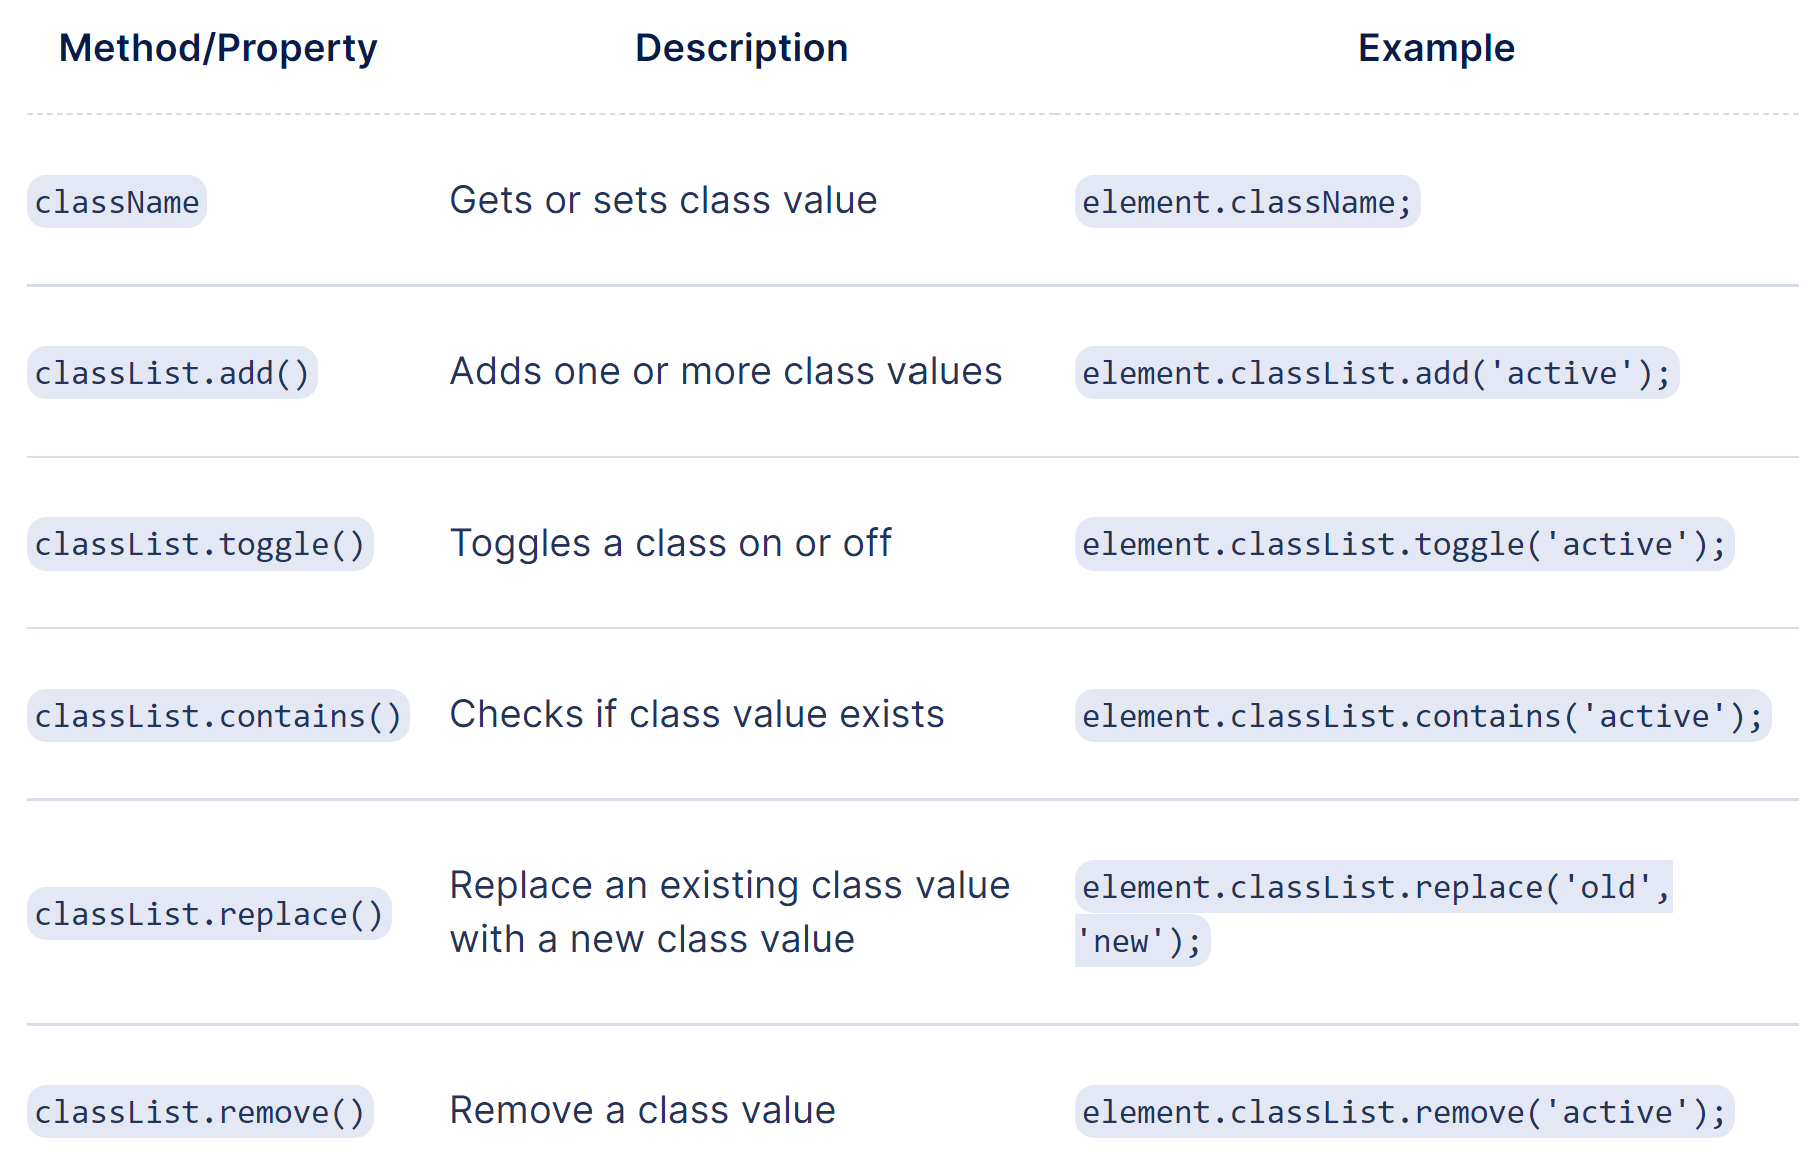 Method/Property Description Example
className Gets or sets class value element.className;
classList.add() Adds one or more class values element.classList.add('active');
classList.toggle() Toggles a class on or off element.classList.toggle('active');
classList.contains() Checks if class value exists element.classList.contains('active');
classList.replace() Replace an existing class value element.classList.replace('old',
with a new class value 'new');
classList.remove() Remove a class value element.classList.remove('active');